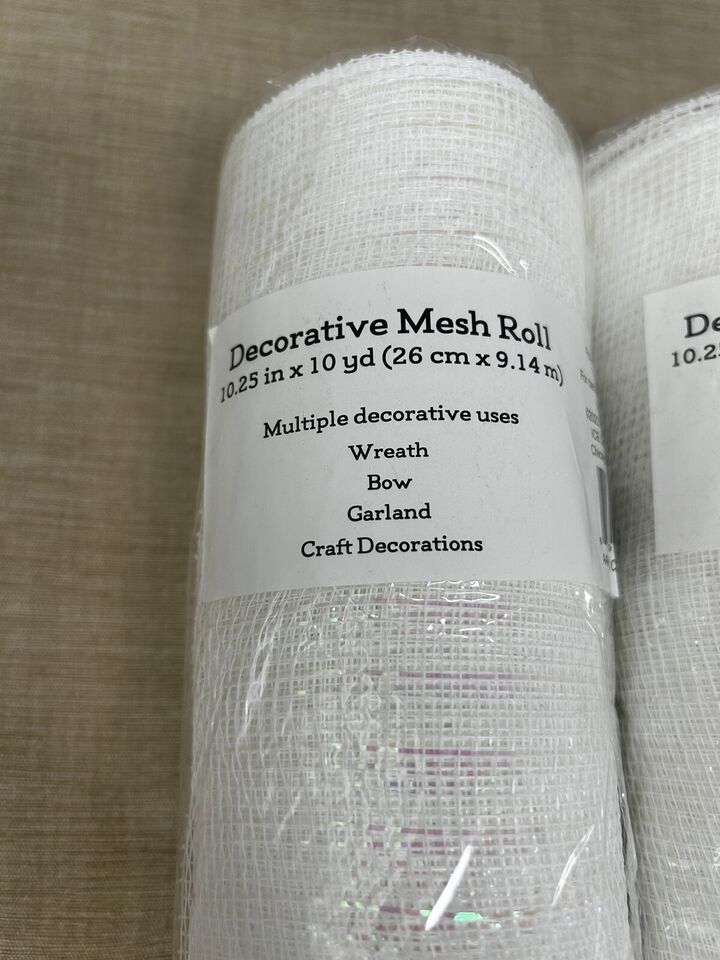 Decorative Mesh Roll
10.25 in x 10 yd (26 cm x 9.14 m)
Multiple decorative uses
Wreath
Bow
Garland
Craft Decorations
De
10.2